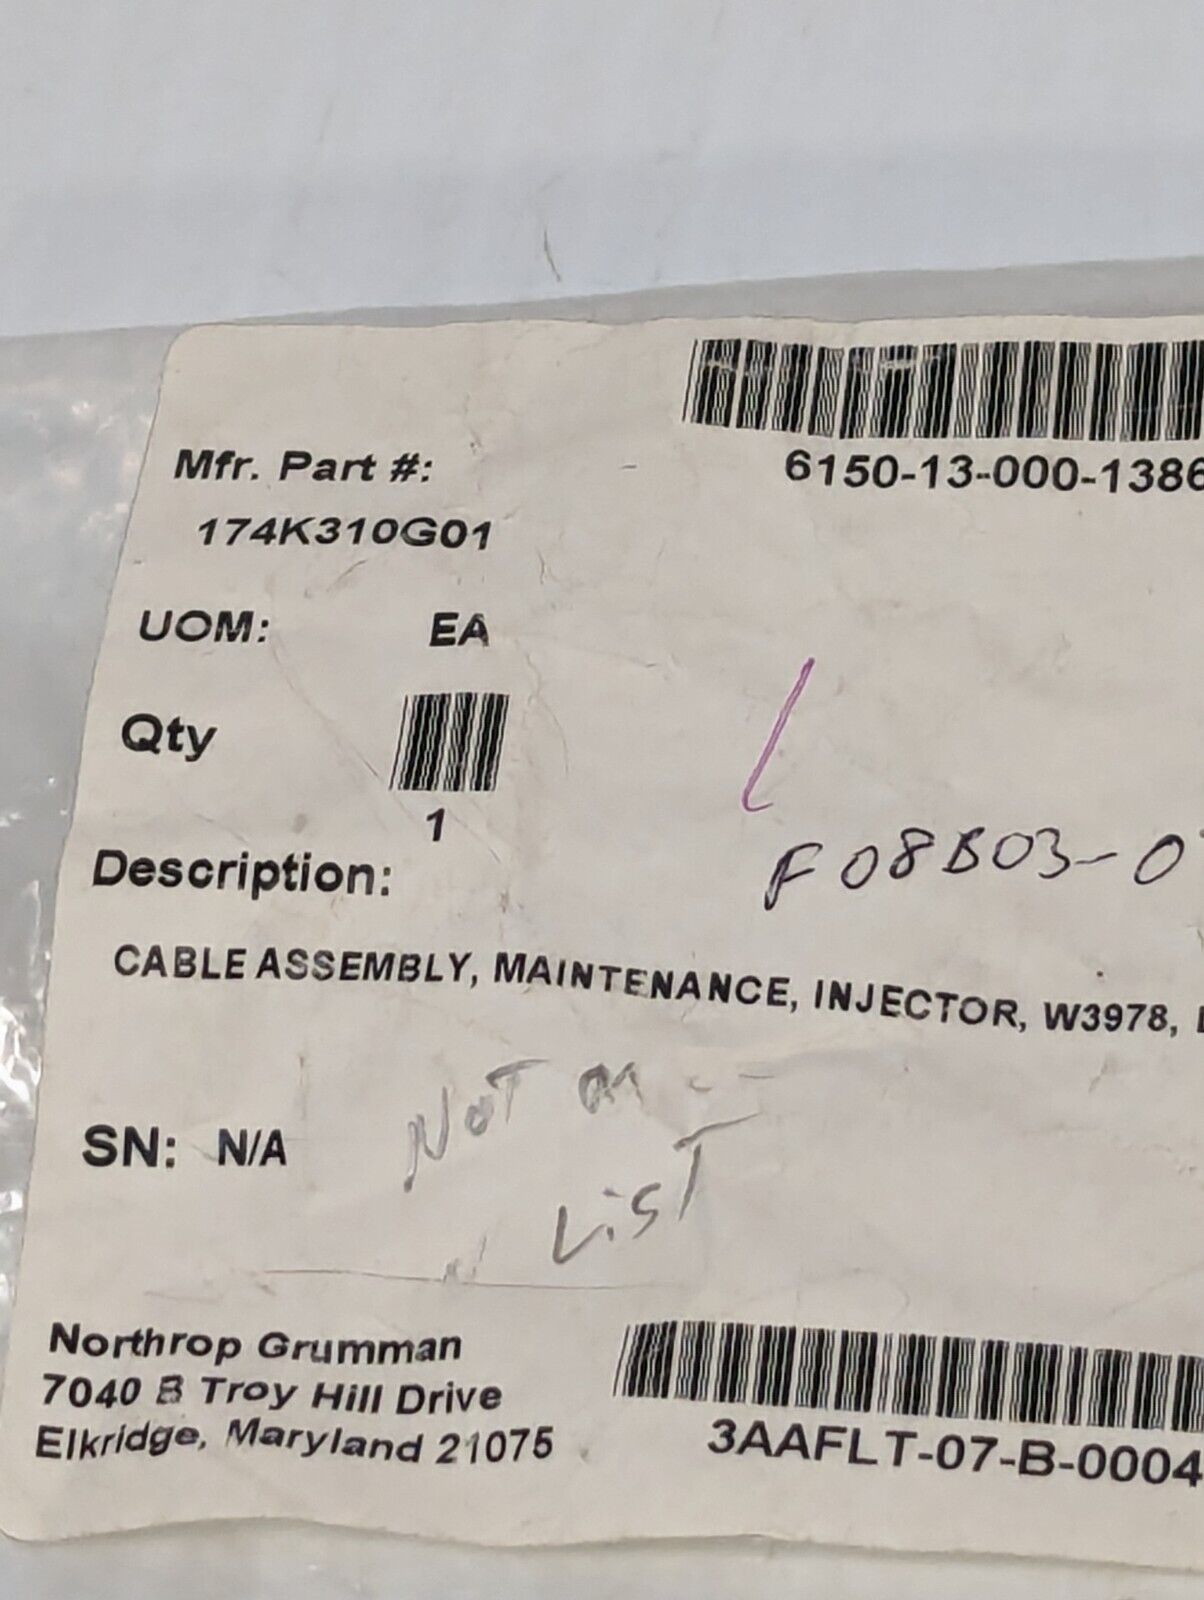 6150-13-000-1386
Mfr. Part #:
174K310G01
UOM: EA
Qty
1
F08B03-0
Description:
CABLE ASSEMBLY, MAINTENANCE, INJECTOR, W3978,
NOT ON
LIST
SN: N/A
Northrop Grumman
7040 B Troy Hill Drive
Elkridge, Maryland 21075
3AAFLT-07-B-0004